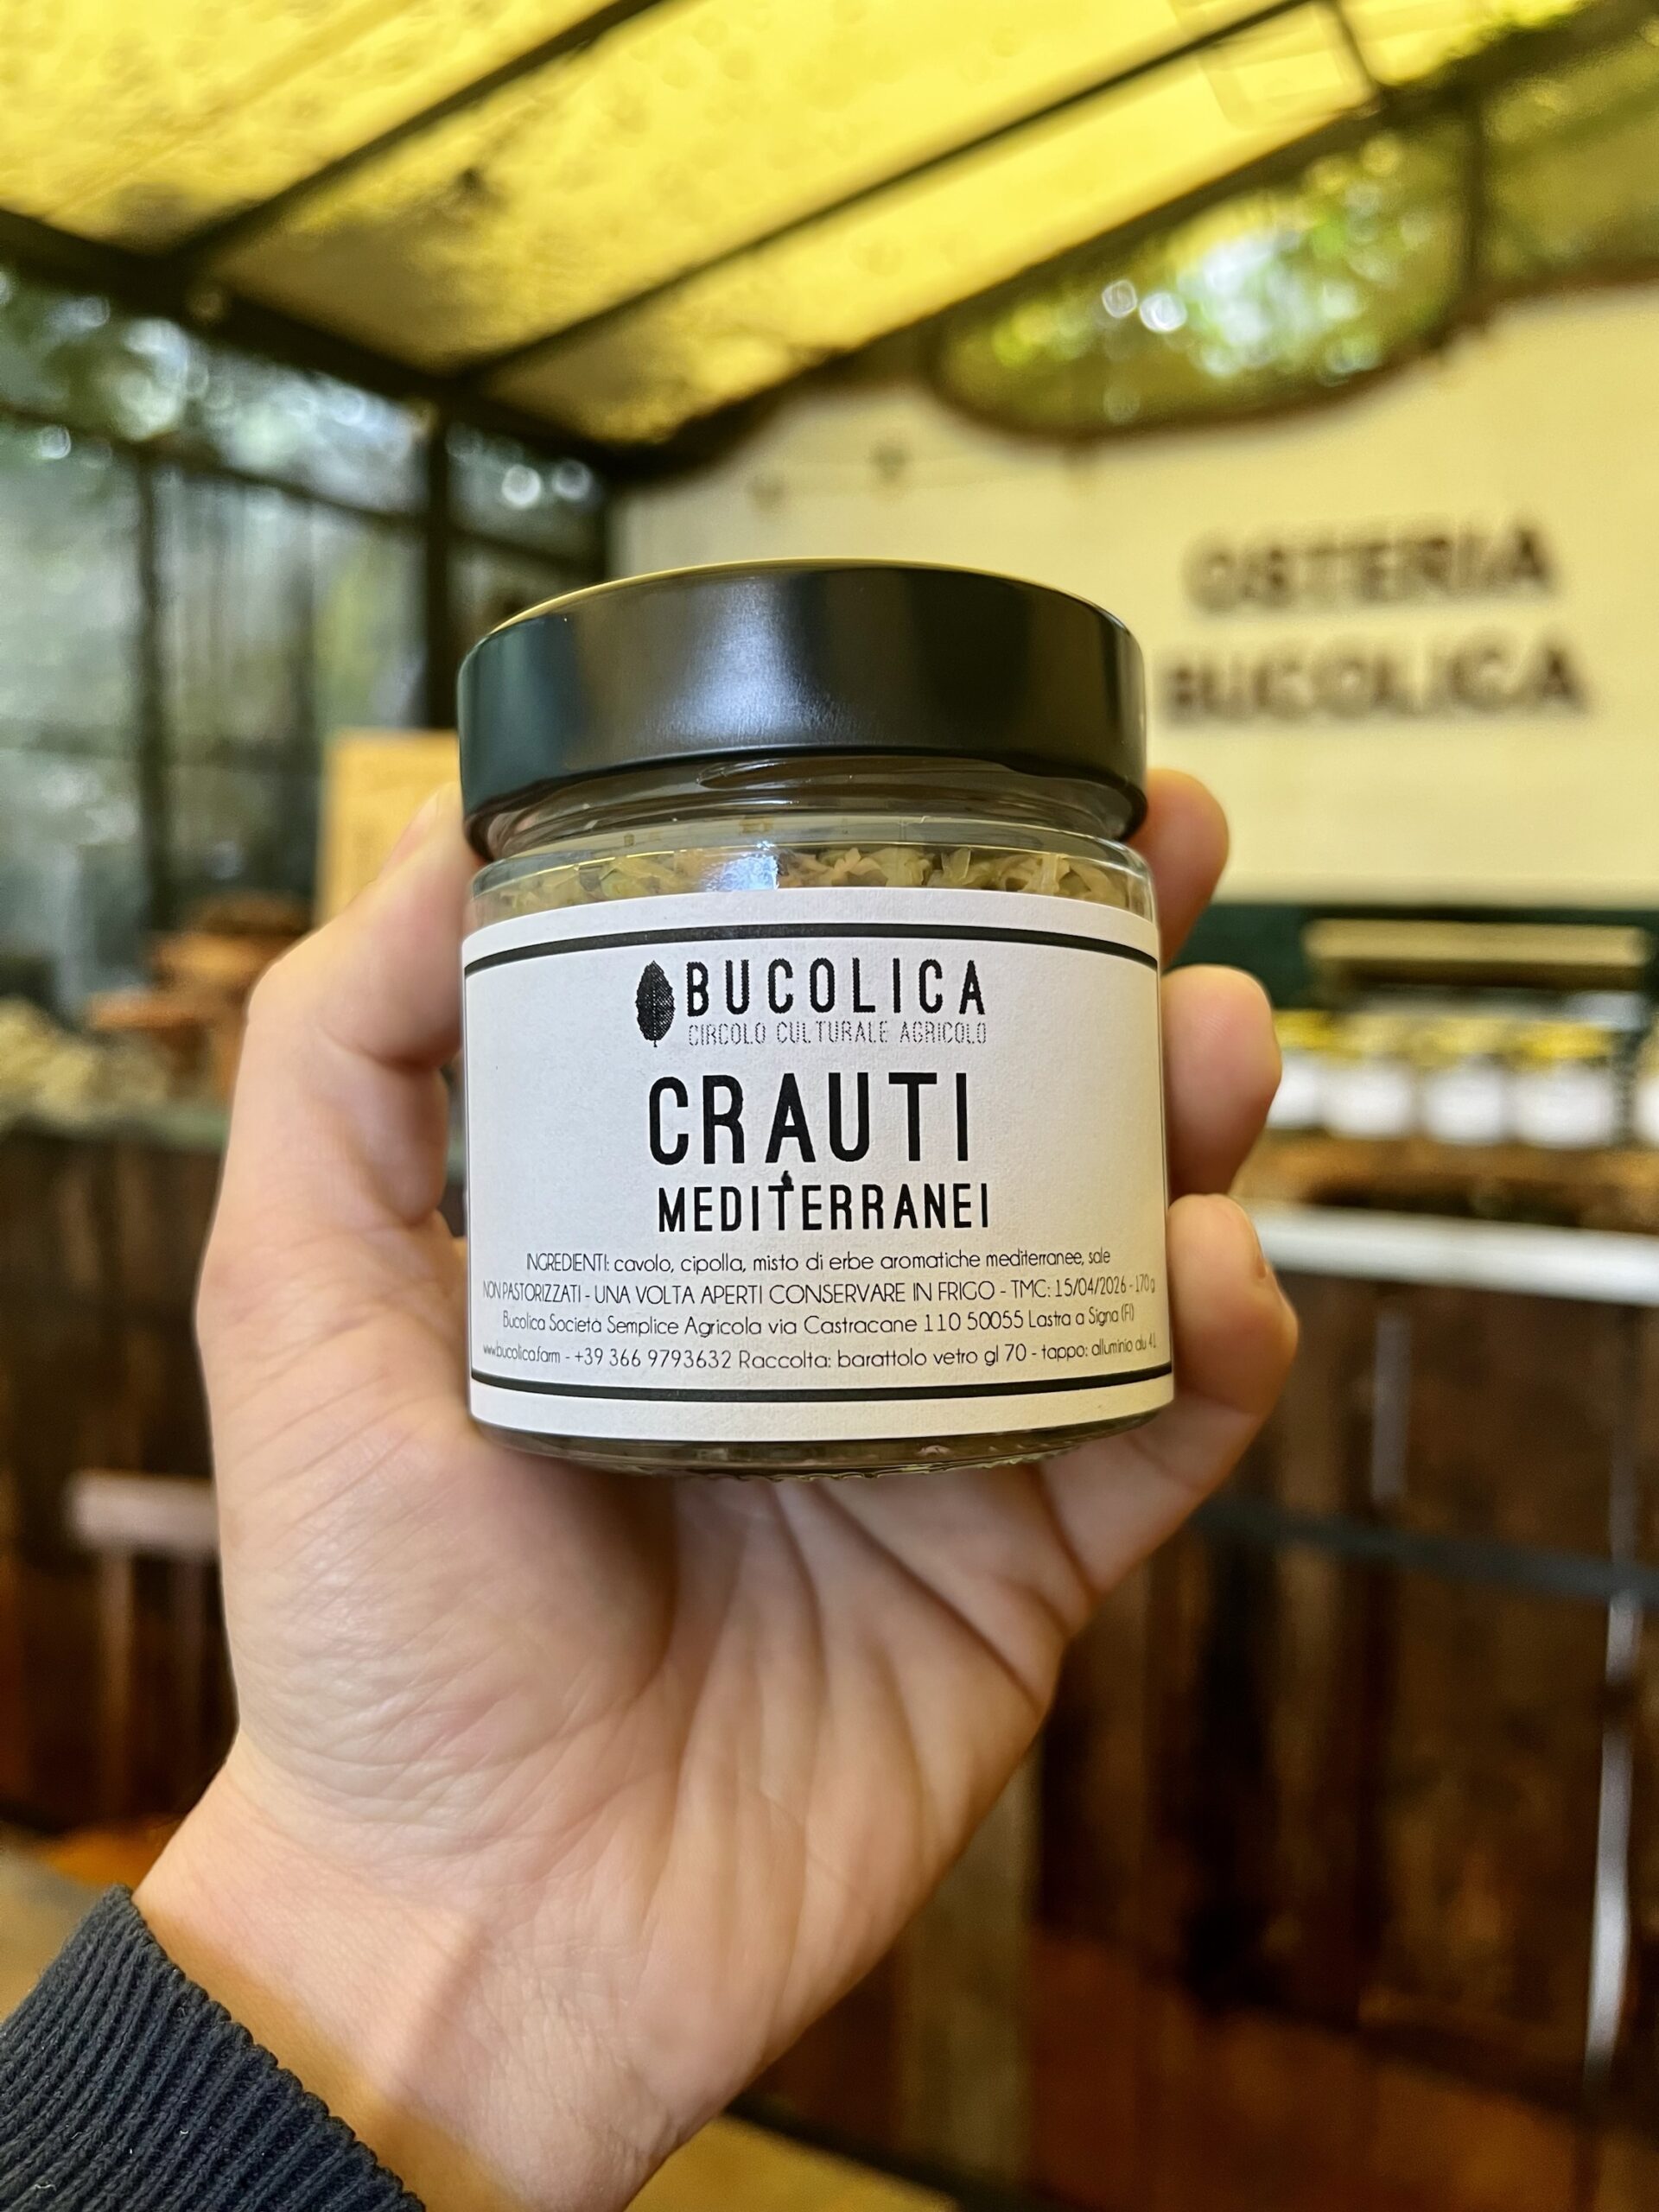 OSTERIA
BUCOLICA
BUCOLICA
CIRCOLO CULTURALE AGRICOLO
CRAUTI
MEDITERRANEI
INGREDIENTI: cavolo, cipolla, misto di erbe aromatiche mediterranee, sale
NON PASTORIZZATI - UNA VOLTA APERTI CONSERVARE IN FRIGO - TMC: 15/04/2026 - 170 g
Bucolica Società Semplice Agricola via Castracane 110 50055 Lastra a Signa (FI)
www.bucolica.farm - +39 366 9793632 Raccolta: barattolo vetro gl 70 - tappo: alluminio alu 41